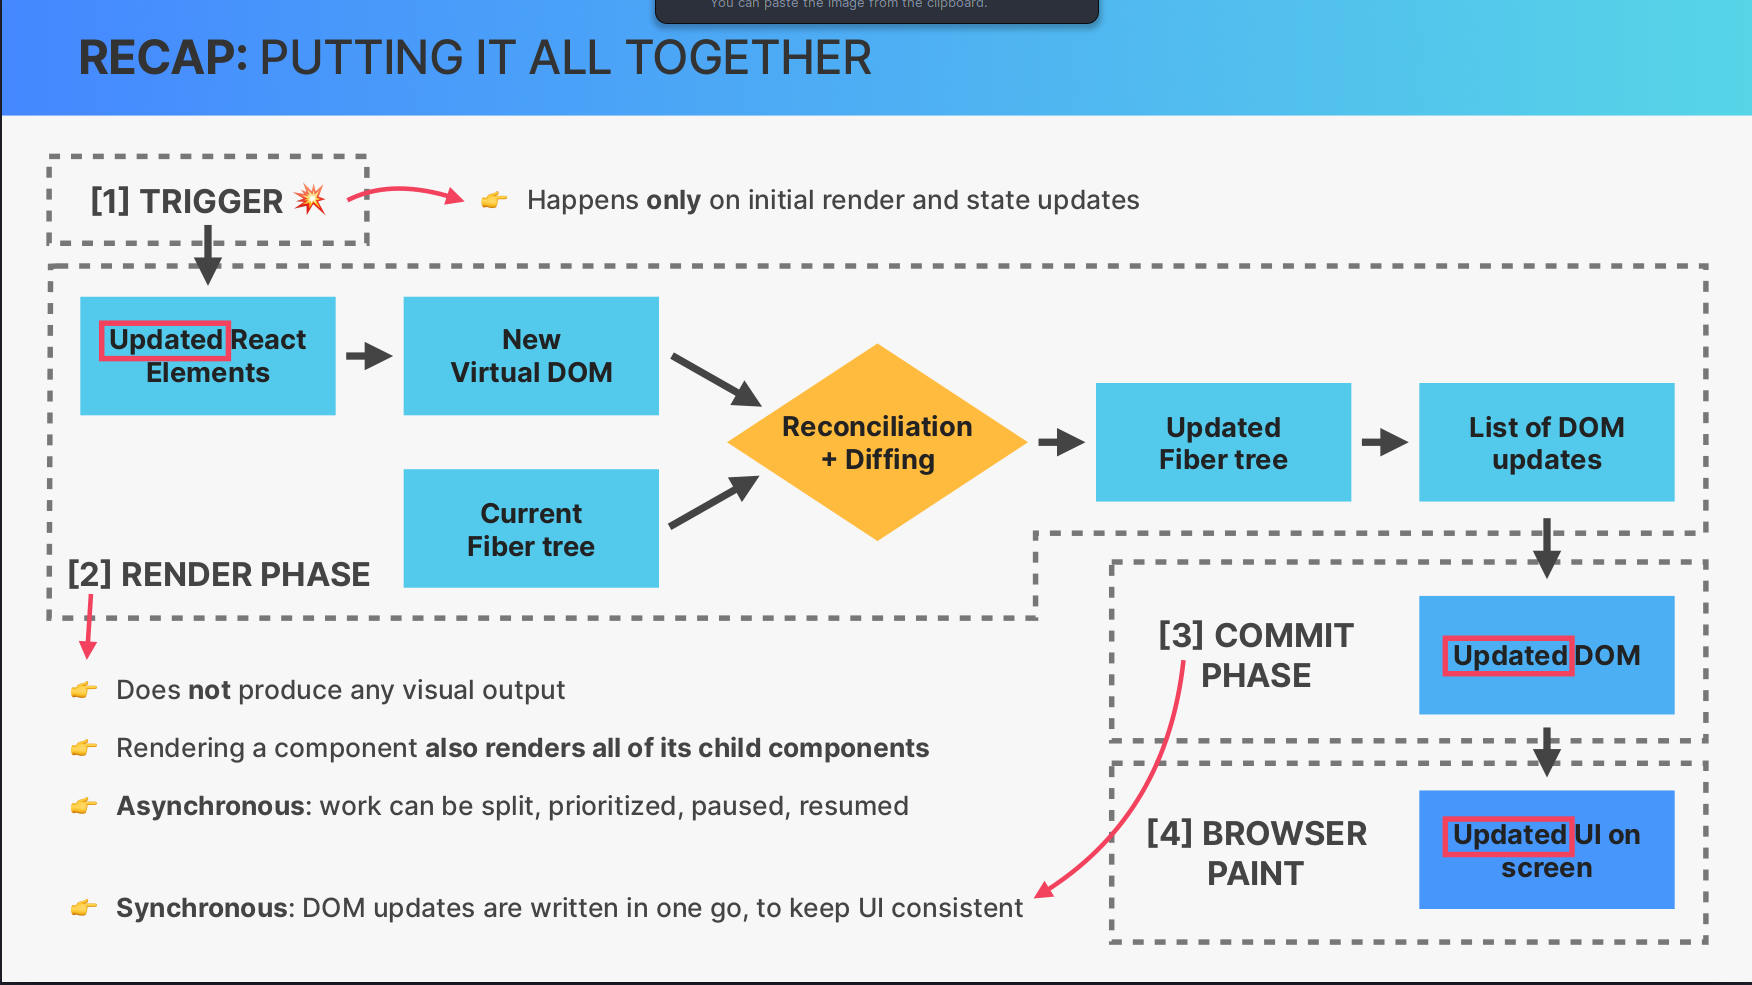 You can paste the image from the clipboard.
RECAP: PUTTING IT ALL TOGETHER
[1] TRIGGER 💥
👉 Happens only on initial render and state updates
Updated React
Elements
New
Virtual DOM
Current
Fiber tree
Reconciliation
+ Diffing
Updated
Fiber tree
List of DOM
updates
[2] RENDER PHASE
👉 Does not produce any visual output
👉 Rendering a component also renders all of its child components
👉 Asynchronous: work can be split, prioritized, paused, resumed
[3] COMMIT
PHASE
Updated DOM
👉 Synchronous: DOM updates are written in one go, to keep UI consistent
[4] BROWSER
PAINT
Updated UI on
screen